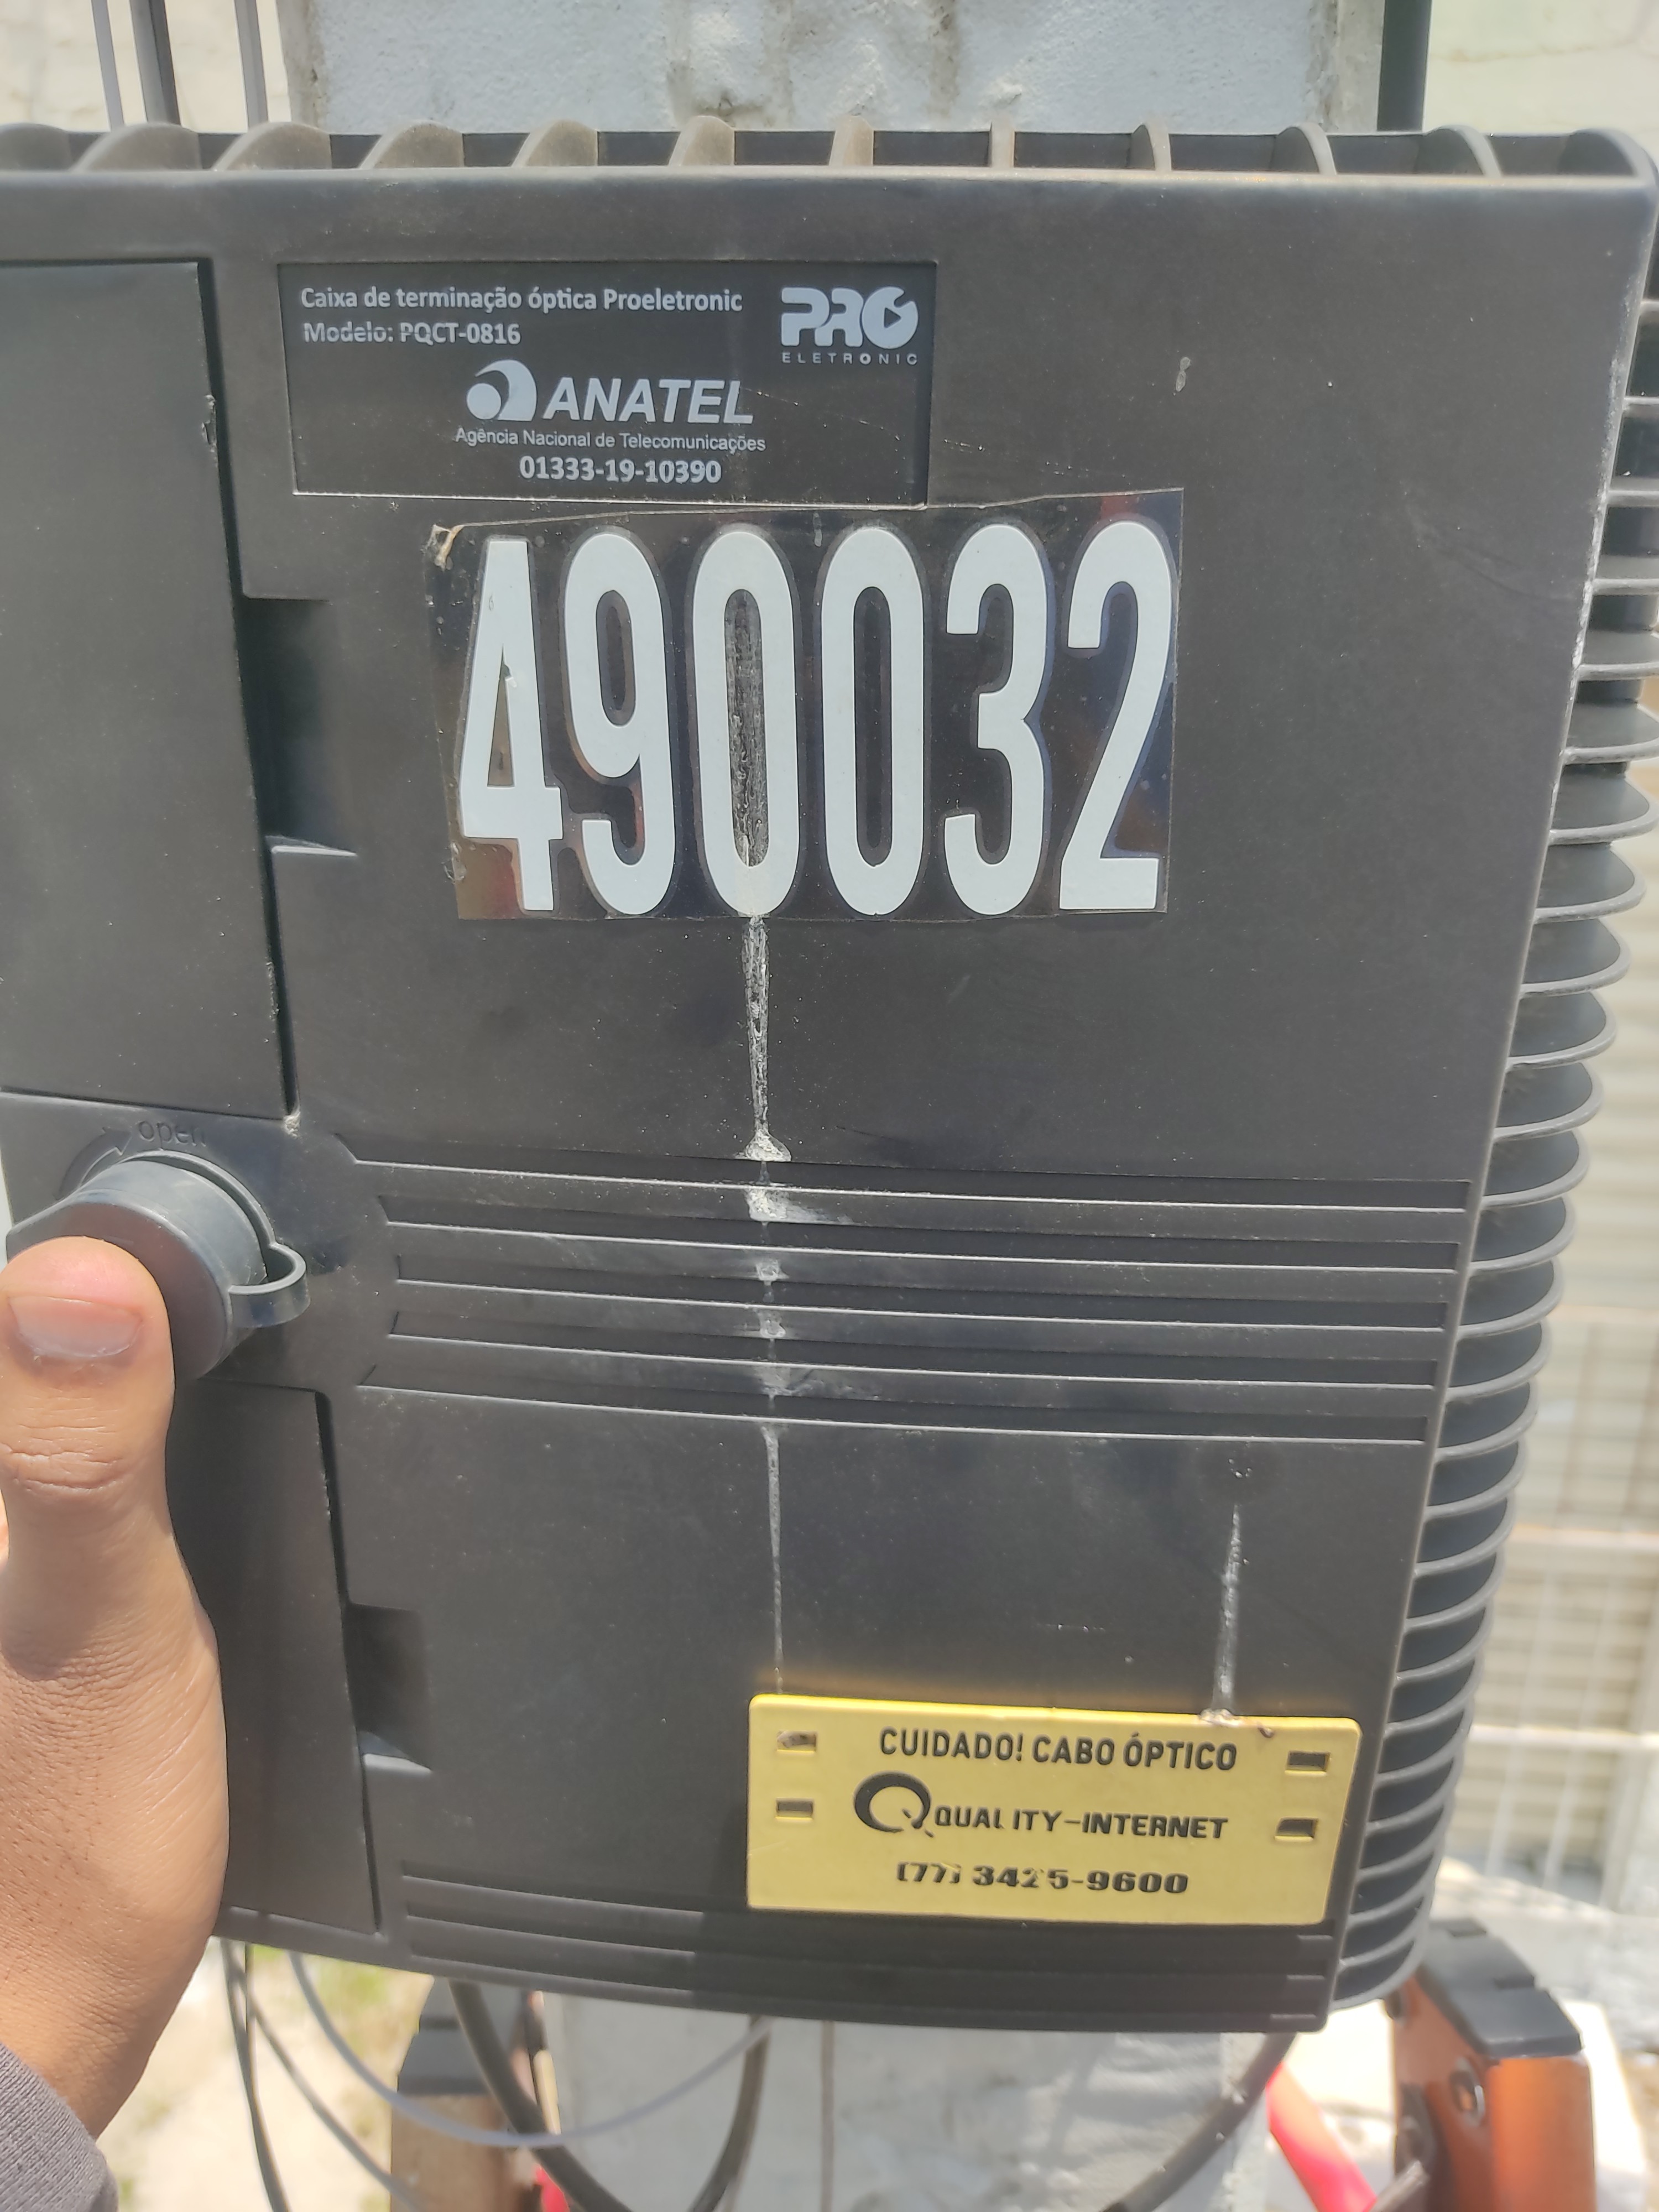 Caixa de terminação óptica Proeletronic
Modelo: PQCT-0816
PRO
ELETRONIC
ANATEL
Agência Nacional de Telecomunicações
01333-19-10390
490032
open
CUIDADO! CABO ÓPTICO
QUALITY-INTERNET
(77) 3425-9600